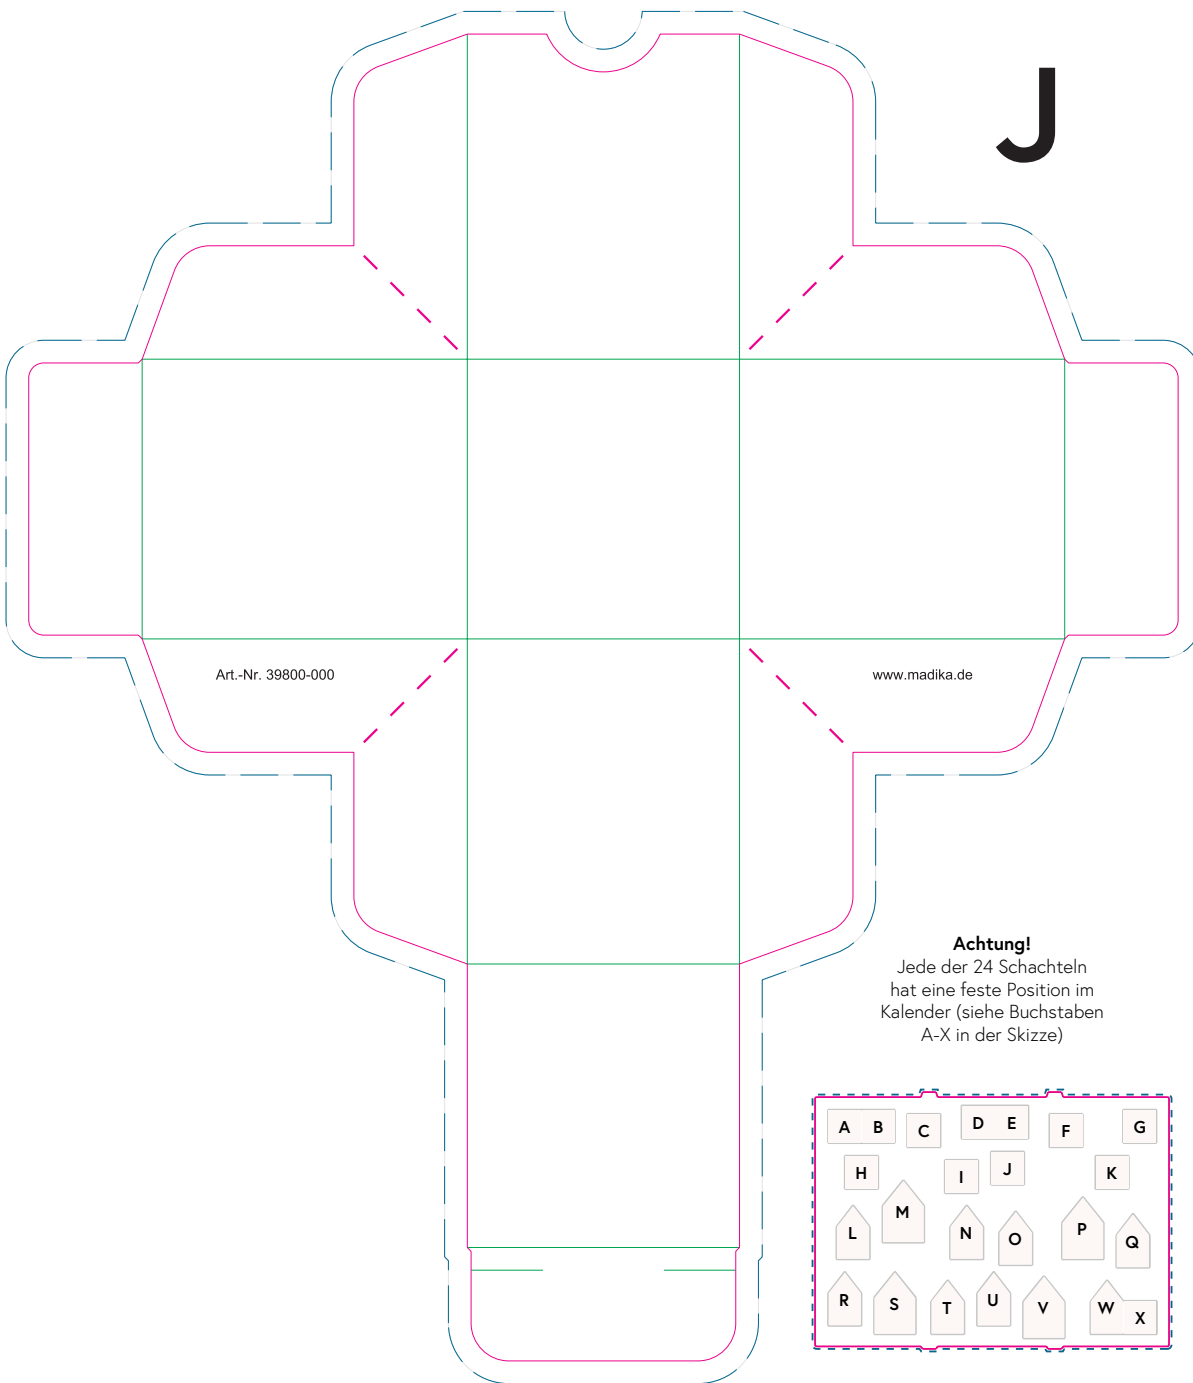 J
Art.-Nr. 39800-000
www.madika.de
Achtung!
Jede der 24 Schachteln
hat eine feste Position im
Kalender (siehe Buchstaben
A-X in der Skizze)
A B C D E F G
H I J K
L M N O P Q
R S T U V W X